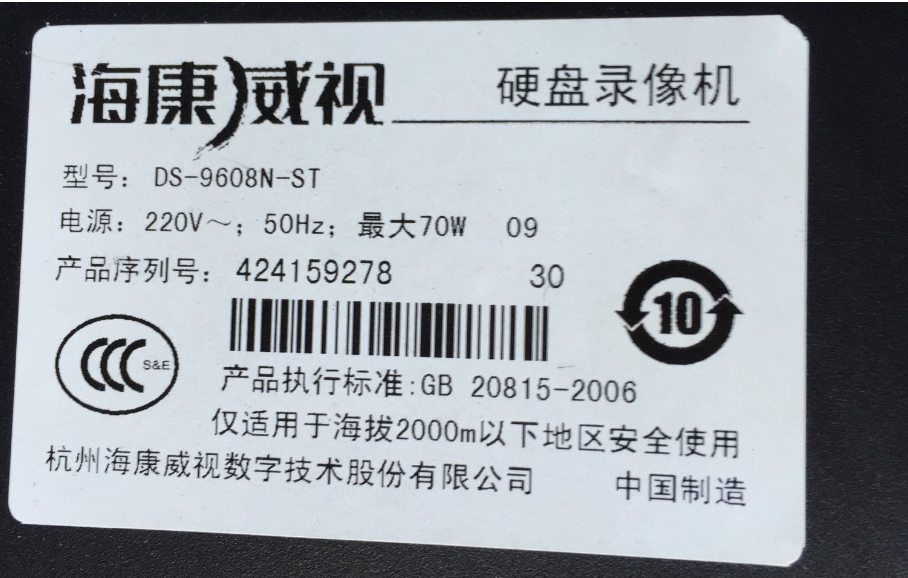 海康威视 硬盘录像机
型号： DS-9608N-ST
电源：220V～；50Hz；最大70W 09
产品序列号：424159278 30
10
S&E
产品执行标准:GB 20815-2006
仅适用于海拔2000m以下地区安全使用
杭州海康威视数字技术股份有限公司 中国制造